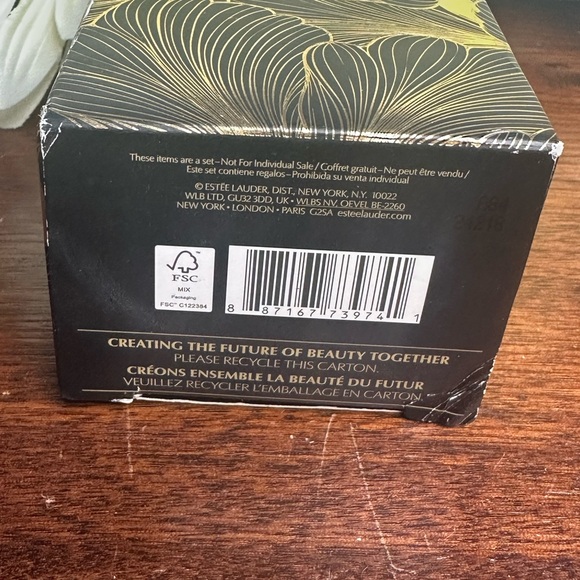 These items are a set–Not For Individual Sale / Coffret gratuit–Ne peut être vendu /
Este set contiene regalos–Prohibida su venta individual
© ESTÉE LAUDER, DIST., NEW YORK, N.Y. 10022
WLB LTD, GU32 3DD, UK • WLBS NV. OEVEL BE-2260
NEW YORK • LONDON • PARIS G2SA esteelauder.com
FSC
MIX
Packaging
FSC™ C122384
8 87167 73974 1
CREATING THE FUTURE OF BEAUTY TOGETHER
PLEASE RECYCLE THIS CARTON.
CRÉONS ENSEMBLE LA BEAUTÉ DU FUTUR
VEUILLEZ RECYCLER L'EMBALLAGE EN CARTON.